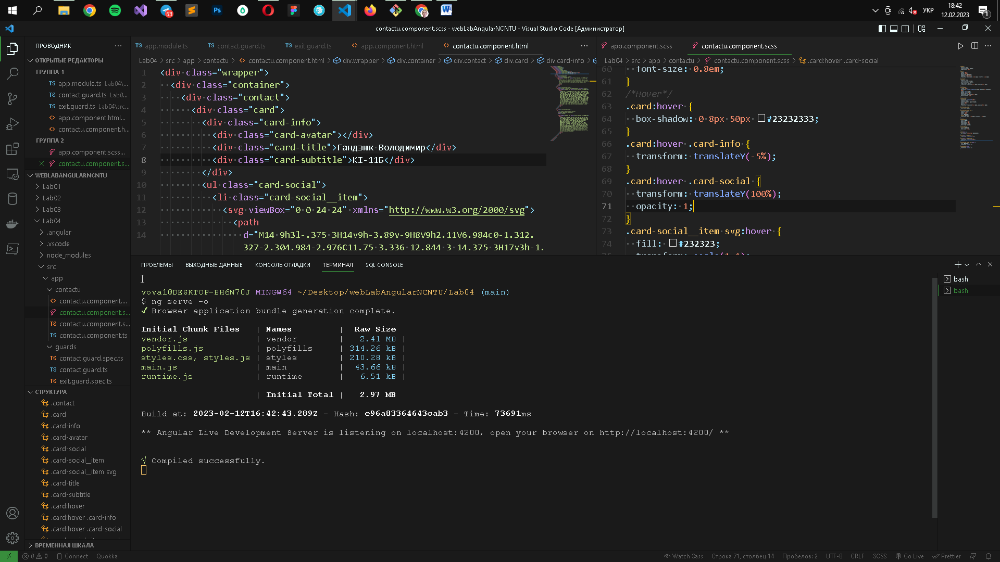 63
Ps
УКР
18:42
12.02.2023
1
contactu.component.scss - webLabAngularNCNTU - Visual Studio Code [Администратор]
ПРОВОДНИК
ОТКРЫТЫЕ РЕДАКТОРЫ
ГРУППА 1
TS app.module.ts Lab04\...
TS contact.guard.ts Lab0...
TS exit.guard.ts Lab04\src...
app.component.html...
contactu.component.h...
ГРУППА 2
app.component.scss...
contactu.component.s...
WEBLABANGULARNCNTU
Lab01
Lab02
Lab03
Lab04
.angular
.vscode
node_modules
src
app
contactu
contactu.component....
contactu.component.s...
TS contactu.component.s...
TS contactu.component.ts
guards
TS contact.guard.spec.ts
TS contact.guard.ts
TS exit.guard.spec.ts
СТРУКТУРА
.contact
.card
.card-info
.card-avatar
.card-social
.card-social__item
.card-social__item svg
.card-title
.card-subtitle
.card:hover
.card:hover .card-info
.card:hover .card-social
ВРЕМЕННАЯ ШКАЛА
TS app.module.ts TS contact.guard.ts TS exit.guard.ts app.component.html contactu.component.html
Lab04 > src > app > contactu > contactu.component.html > div.wrapper > div.container > div.contact > div.card > div.card-info >
1 <div class="wrapper">
2 <div class="container">
3 <div class="contact">
4 <div class="card">
5 <div class="card-info">
6 <div class="card-avatar"></div>
7 <div class="card-title">Гандзюк Володимир</div>
8 <div class="card-subtitle">КІ-11Б</div>
9 </div>
10 <ul class="card-social">
11 <li class="card-social__item">
12 <svg viewBox="0 0 24 24" xmlns="http://www.w3.org/2000/svg">
13 <path
14 d="M14 9h3l-.375 3H14v9h-3.89v-9H8V9h2.11V6.984c0-1.312.
327-2.304.984-2.976C11.75 3.336 12.844 3 14.375 3H17v3h-1.
app.component.scss contactu.component.scss
Lab04 > src > app > contactu > contactu.component.scss > .card:hover .card-social
60 font-size: 0.8em;
61 }
62 /*Hover*/
63 .card:hover {
64 box-shadow: 0 8px 50px #23232333;
65 }
66 .card:hover .card-info {
67 transform: translateY(-5%);
68 }
69 .card:hover .card-social {
70 transform: translateY(100%);
71 opacity: 1;
72 }
73 .card-social__item svg:hover {
74 fill: #232323;
ПРОБЛЕМЫ ВЫХОДНЫЕ ДАННЫЕ КОНСОЛЬ ОТЛАДКИ ТЕРМИНАЛ SQL CONSOLE
bash
bash
vova1@DESKTOP-BH6N70J MINGW64 ~/Desktop/webLabAngularNCNTU/Lab04 (main)
$ ng serve -o
✔ Browser application bundle generation complete.
Initial Chunk Files | Names | Raw Size
vendor.js | vendor | 2.41 MB |
polyfills.js | polyfills | 314.26 kB |
styles.css, styles.js | styles | 210.28 kB |
main.js | main | 43.66 kB |
runtime.js | runtime | 6.51 kB |
| Initial Total | 2.97 MB
Build at: 2023-02-12T16:42:43.289Z - Hash: e96a83364643cab3 - Time: 73691ms
** Angular Live Development Server is listening on localhost:4200, open your browser on http://localhost:4200/ **
√ Compiled successfully.
0 0 Connect Quokka
Watch Sass Строка 71, столбец 14 Пробелов: 2 UTF-8 CRLF SCSS Go Live Prettier